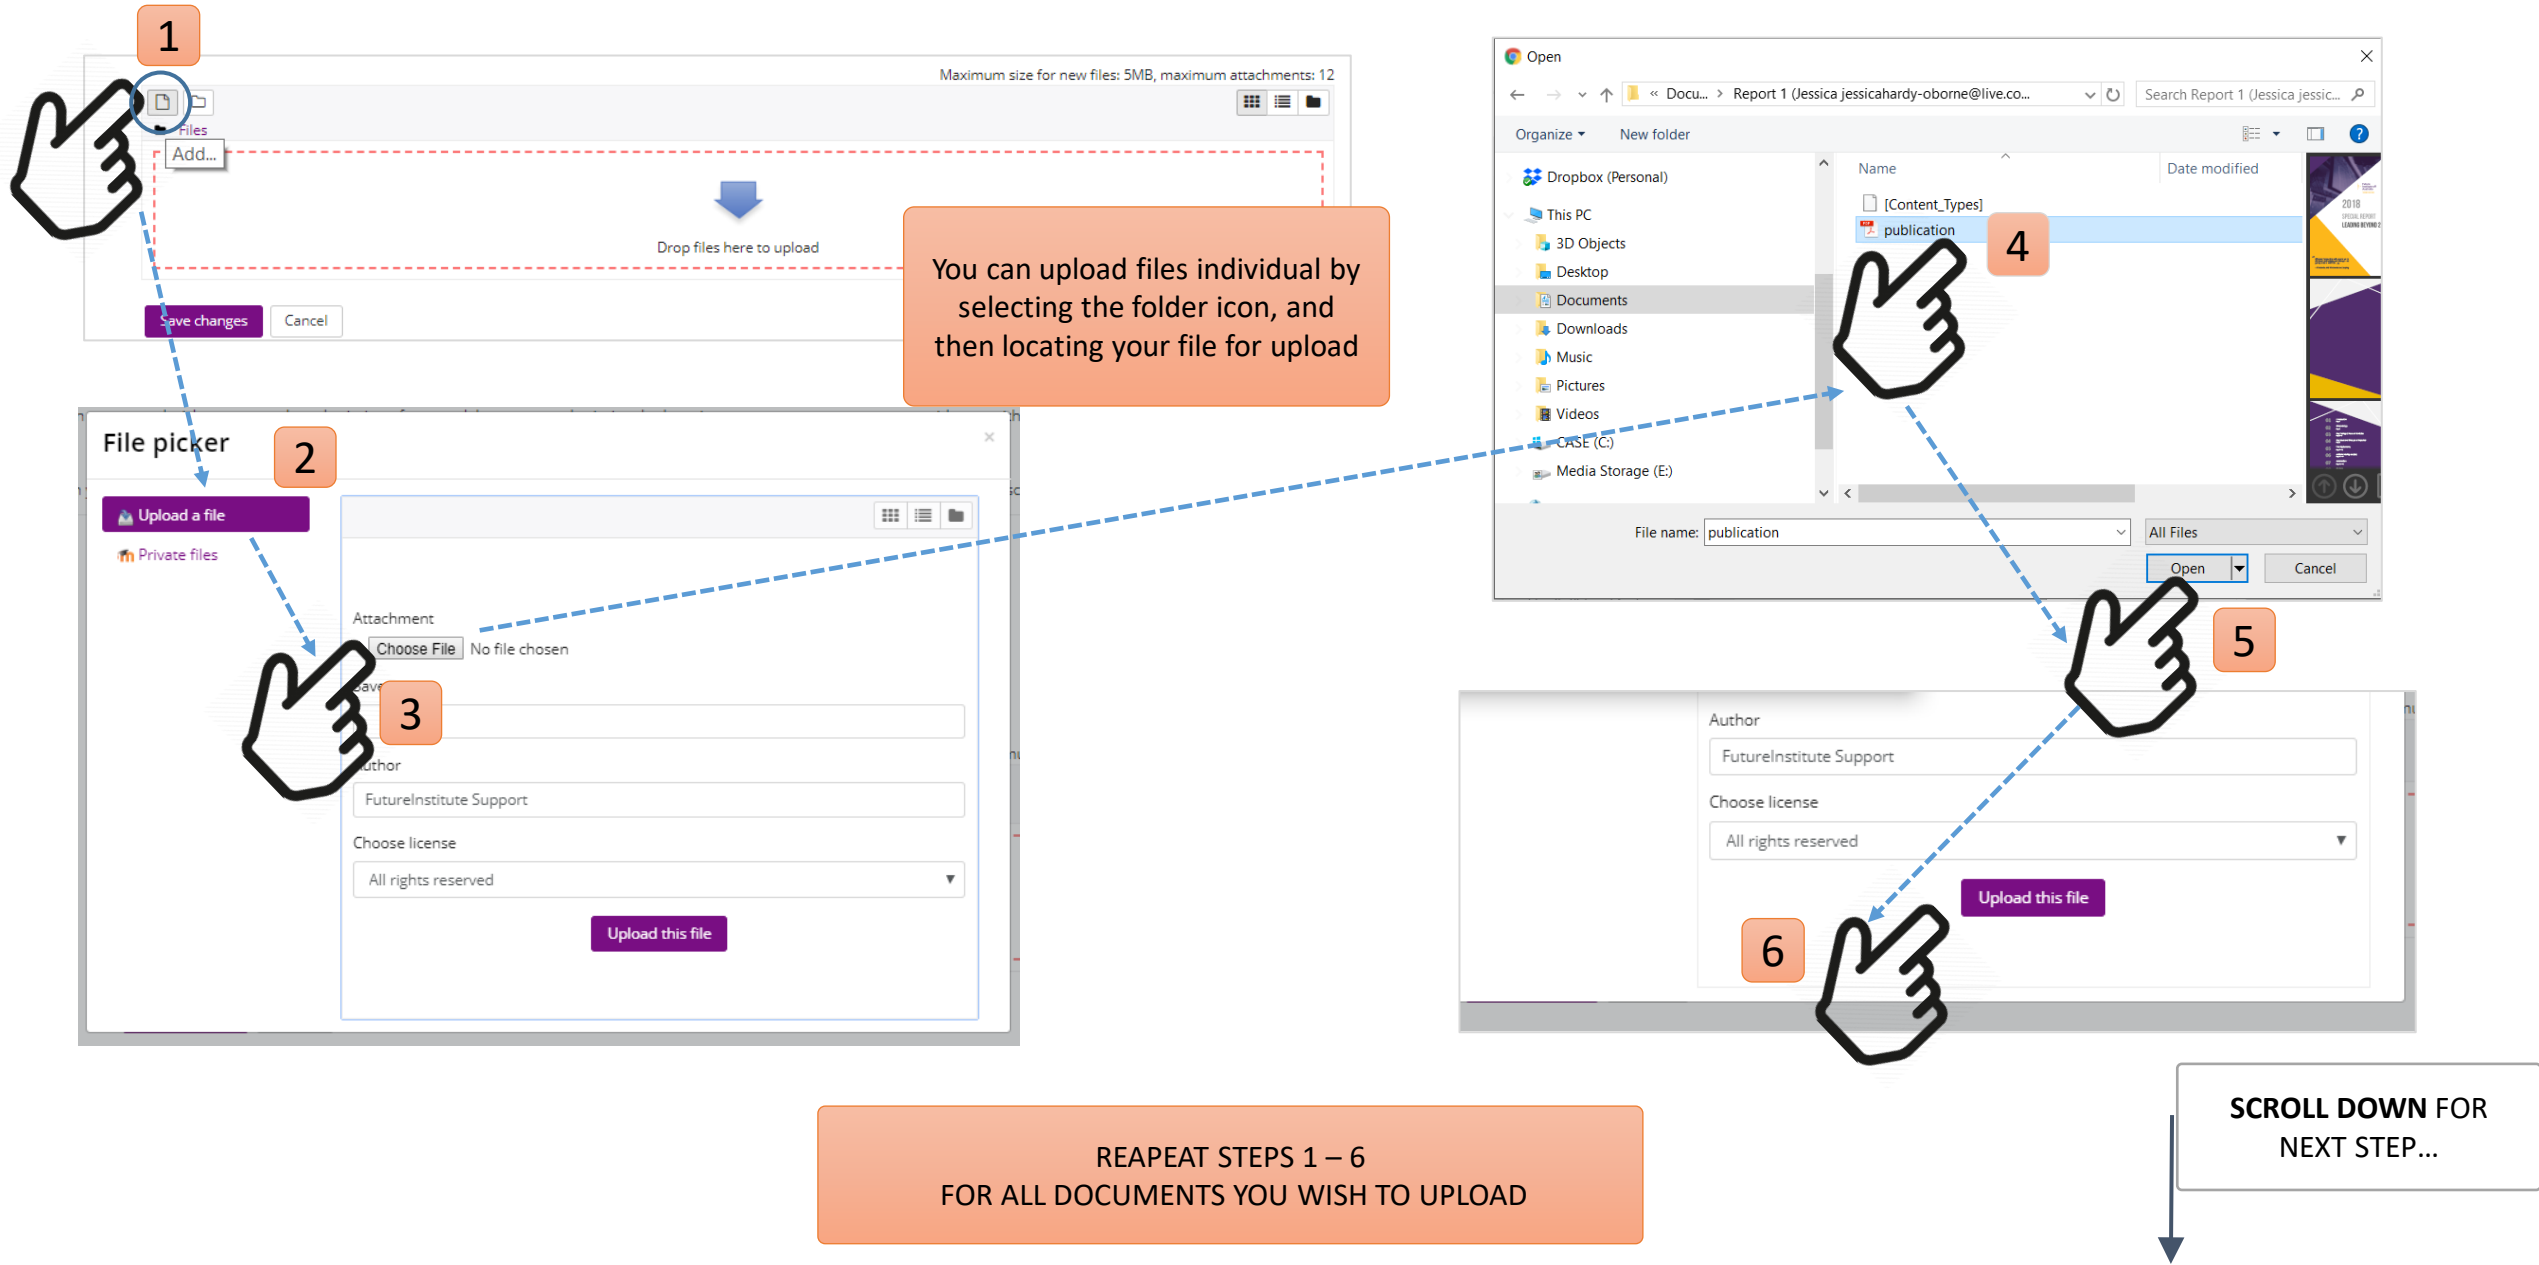 1
Maximum size for new files: 5MB, maximum attachments: 12
Files
Add...
Drop files here to upload
Save changes
Cancel
You can upload files individual by
selecting the folder icon, and
then locating your file for upload
File picker
2
Upload a file
Private files
Attachment
Choose File No file chosen
Save
3
Author
FutureInstitute Support
Choose license
All rights reserved
Upload this file
Open
« Docu... > Report 1 (Jessica jessicahardy-oborne@live.co...
Search Report 1 (Jessica jessic...
Organize
New folder
Dropbox (Personal)
This PC
3D Objects
Desktop
Documents
Downloads
Music
Pictures
Videos
CASE (C:)
Media Storage (E:)
Name
Date modified
[Content_Types]
publication
4
2018
SPECIAL REPORT
LEADING BEYOND 2
File name: publication
All Files
Open
Cancel
5
Author
FutureInstitute Support
Choose license
All rights reserved
Upload this file
6
REAPEAT STEPS 1 – 6
FOR ALL DOCUMENTS YOU WISH TO UPLOAD
SCROLL DOWN FOR
NEXT STEP...